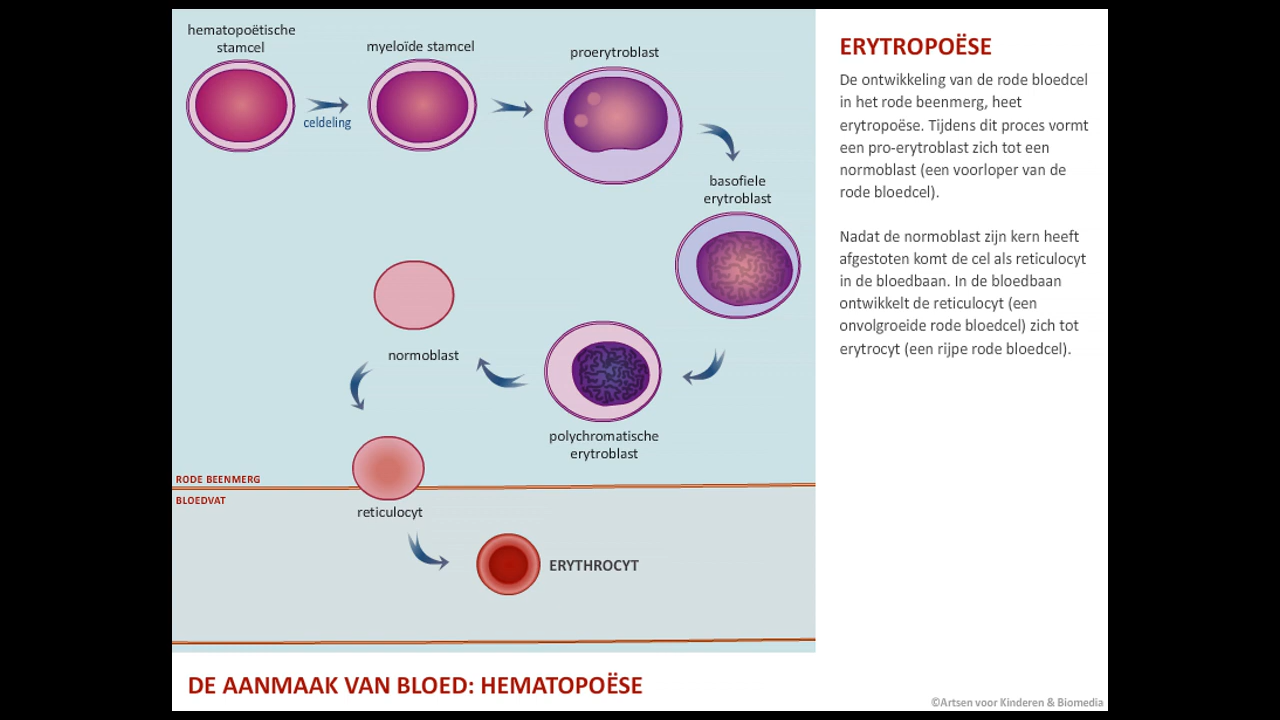 hematopoëtische
stamcel
myeloïde stamcel
proerytroblast
celdeling
basofiele
erytroblast
normoblast
polychromatische
erytroblast
RODE BEENMERG
BLOEDVAT
reticulocyt
ERYTHROCYT
ERYTROPOËSE
De ontwikkeling van de rode bloedcel
in het rode beenmerg, heet
erytropoëse. Tijdens dit proces vormt
een pro-erytroblast zich tot een
normoblast (een voorloper van de
rode bloedcel).
Nadat de normoblast zijn kern heeft
afgestoten komt de cel als reticulocyt
in de bloedbaan. In de bloedbaan
ontwikkelt de reticulocyt (een
onvolgroeide rode bloedcel) zich tot
erytrocyt (een rijpe rode bloedcel).
DE AANMAAK VAN BLOED: HEMATOPOËSE
©Artsen voor Kinderen & Biomedia